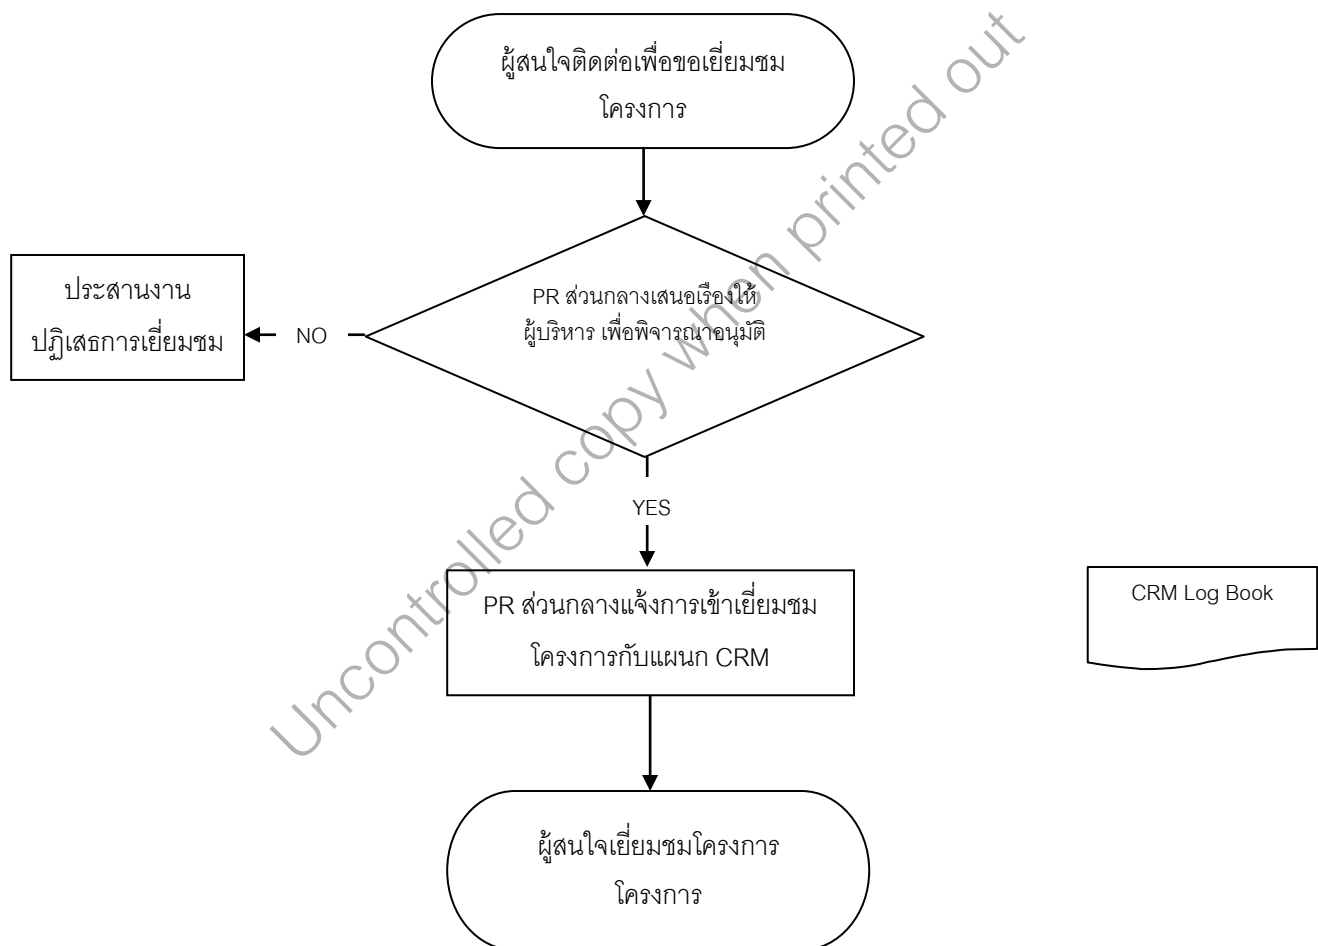 ผู้สนใจติดต่อเพื่อขอเยี่ยมชม
โครงการ
PR ส่วนกลางเสนอเรื่องให้
ผู้บริหาร เพื่อพิจารณาอนุมัติ
NO
ประสานงาน
ปฏิเสธการเยี่ยมชม
YES
PR ส่วนกลางแจ้งการเข้าเยี่ยมชม
โครงการกับแผนก CRM
CRM Log Book
ผู้สนใจเยี่ยมชมโครงการ
โครงการ
Uncontrolled copy when printed out